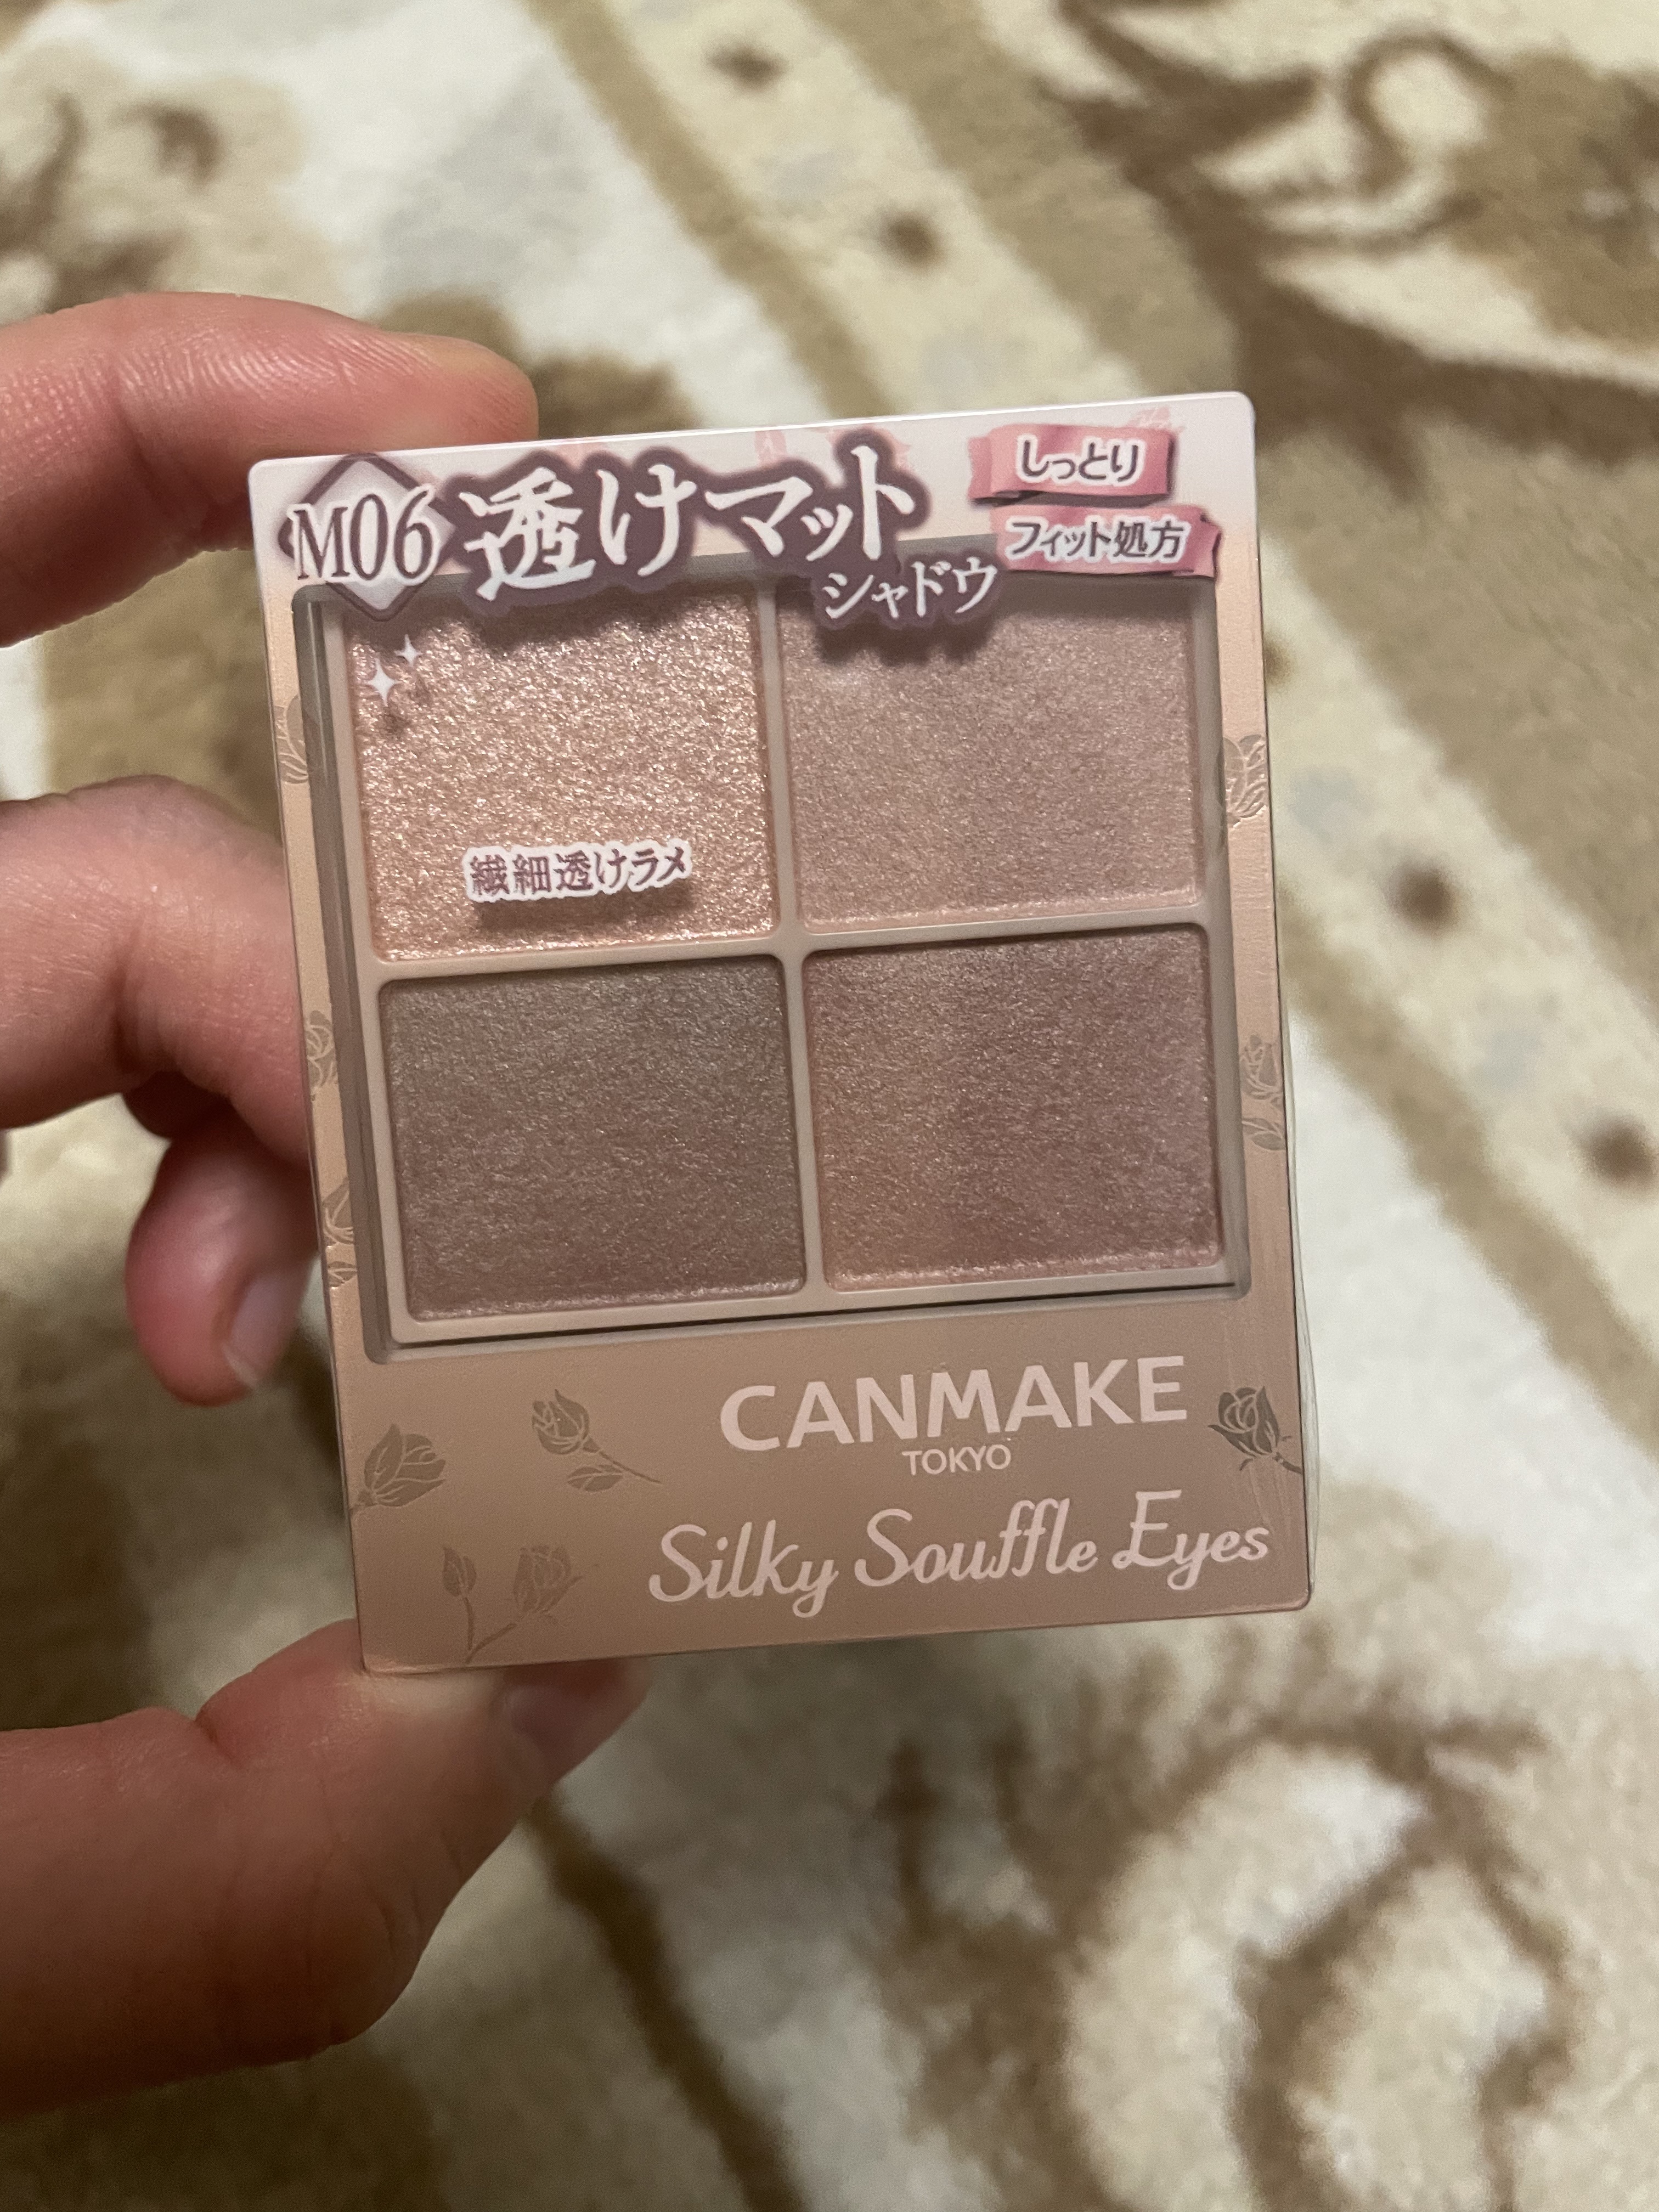 M06
透けマット
シャドウ
しっとり
フィット処方
繊細透けラメ
CANMAKE
TOKYO
Silky Souffle Eyes